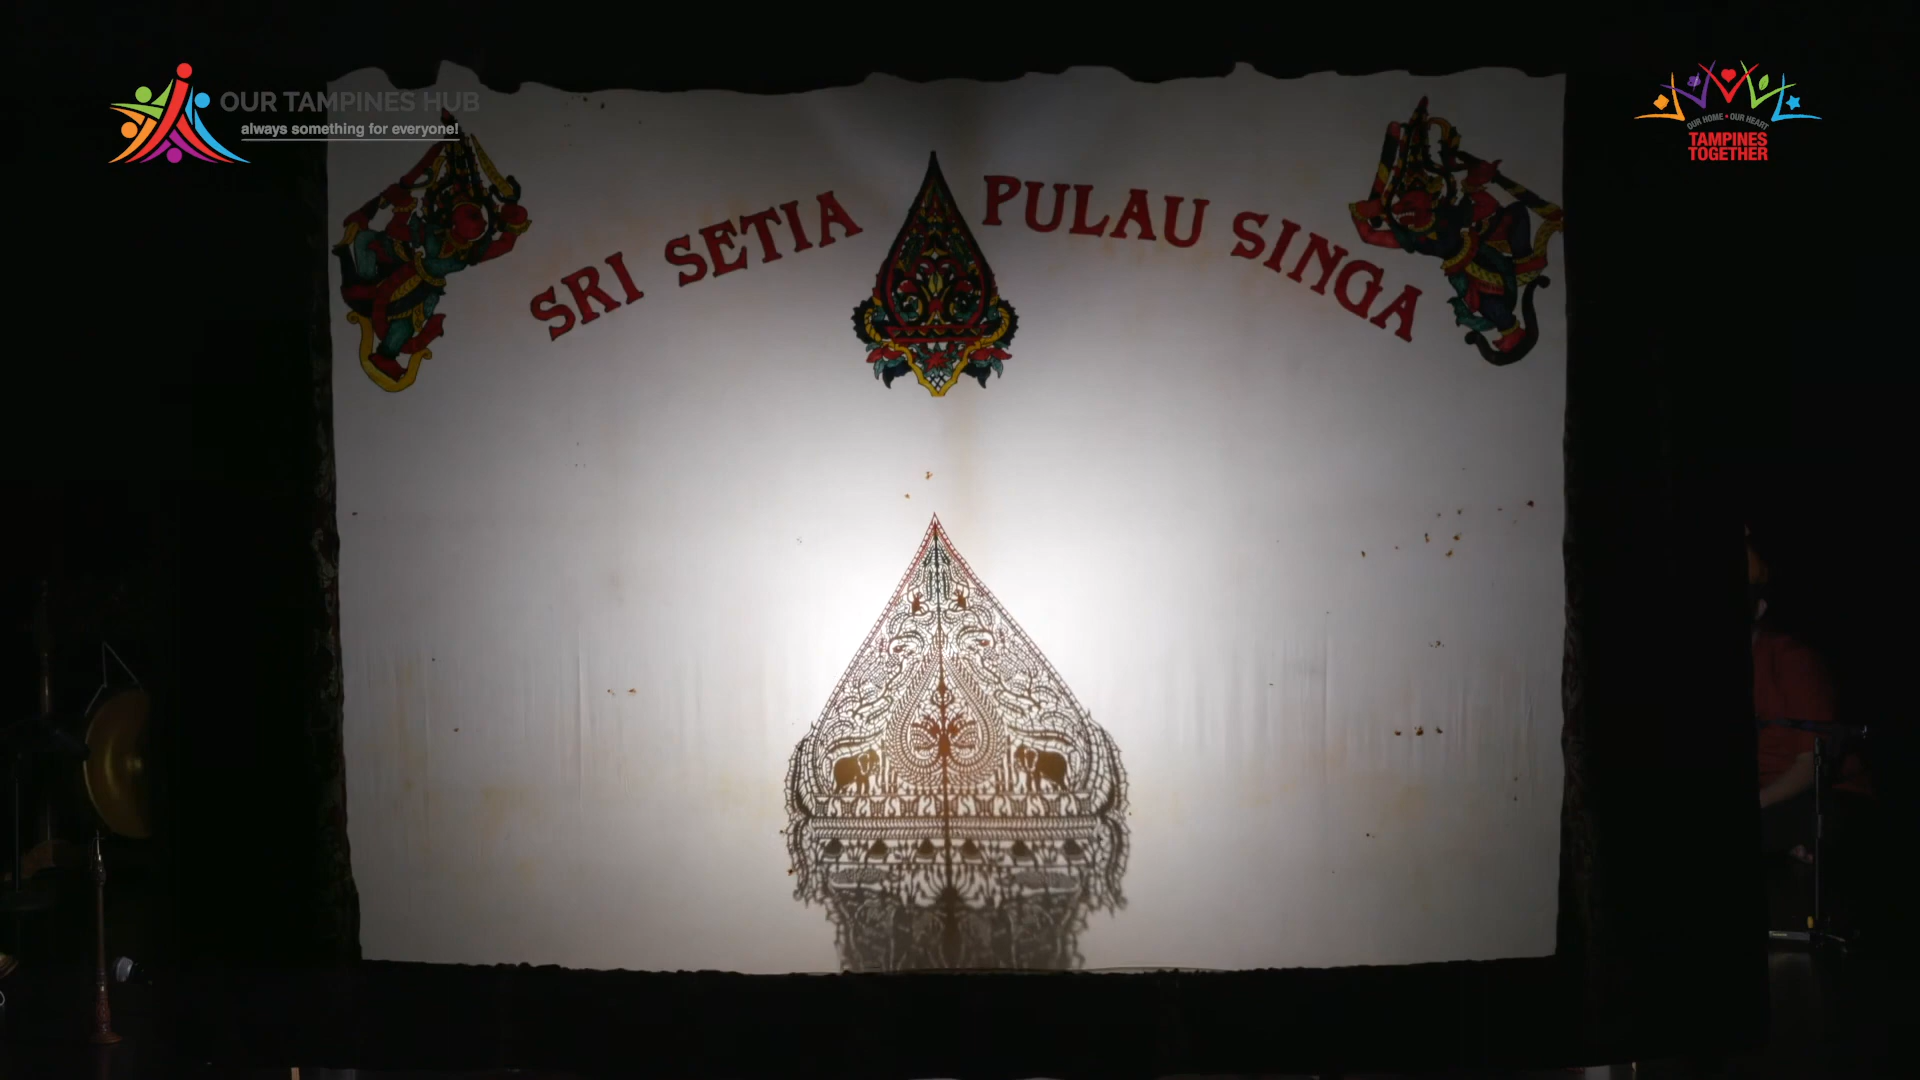 OUR TAMPINES HUB
always something for everyone!
OUR HOME • OUR HEART
TAMPINES
TOGETHER
SRI SETIA PULAU SINGA